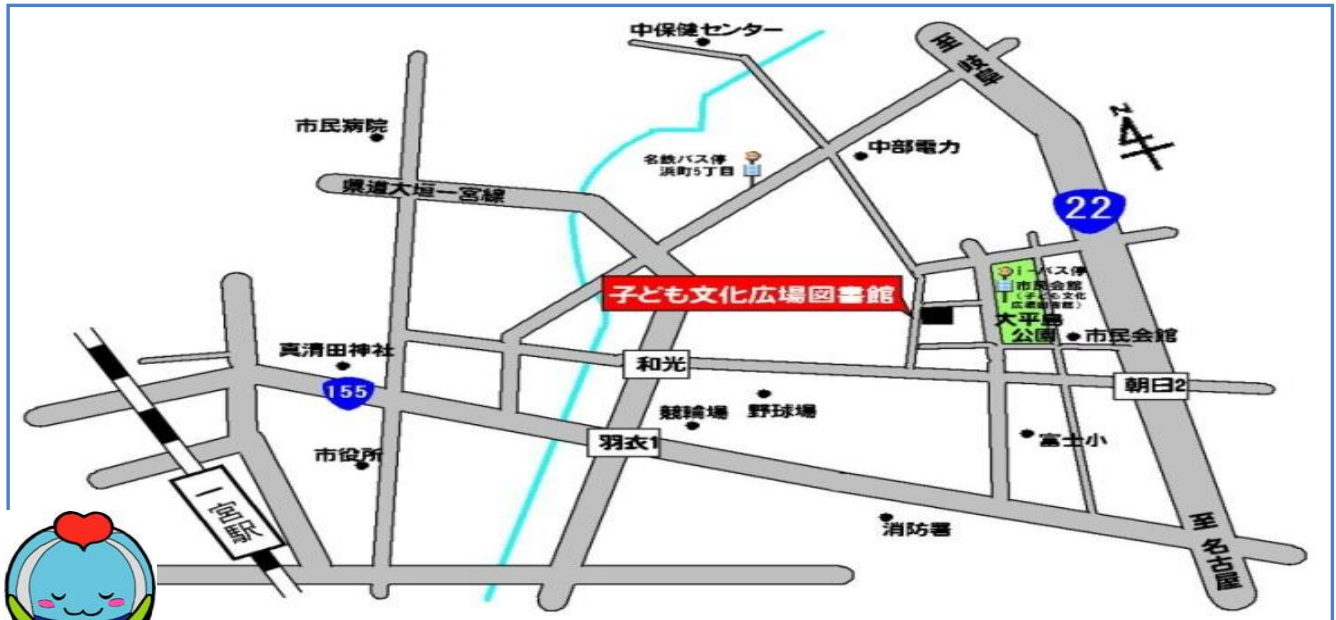 中保健センター
至 岐阜
N
市民病院
中部電力
名鉄バス停
浜町5丁目
県道大垣一宮線
22
子ども文化広場図書館
i-バス停
市民会館
(子ども文化
広場図書館)
大平島
公園
市民会館
真清田神社
和光
155
朝日2
競輪場
野球場
羽衣1
富士小
市役所
一宮駅
消防署
至 名古屋